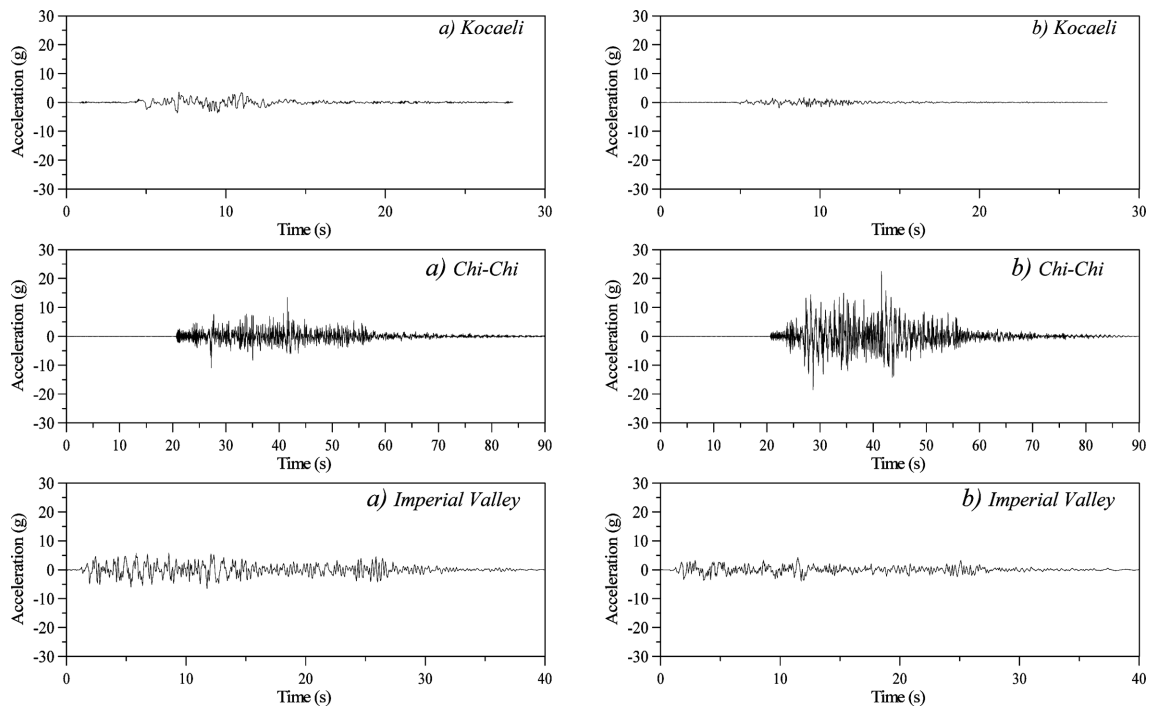 a) Kocaeli
Acceleration (g)
30
20
10
0
-10
-20
-30
0 10 20 30
Time (s)
b) Kocaeli
Acceleration (g)
30
20
10
0
-10
-20
-30
0 10 20 30
Time (s)
a) Chi-Chi
Acceleration (g)
30
20
10
0
-10
-20
-30
0 10 20 30 40 50 60 70 80 90
Time (s)
b) Chi-Chi
Acceleration (g)
30
20
10
0
-10
-20
-30
0 10 20 30 40 50 60 70 80 90
Time (s)
a) Imperial Valley
Acceleration (g)
30
20
10
0
-10
-20
-30
0 10 20 30 40
Time (s)
b) Imperial Valley
Acceleration (g)
30
20
10
0
-10
-20
-30
0 10 20 30 40
Time (s)